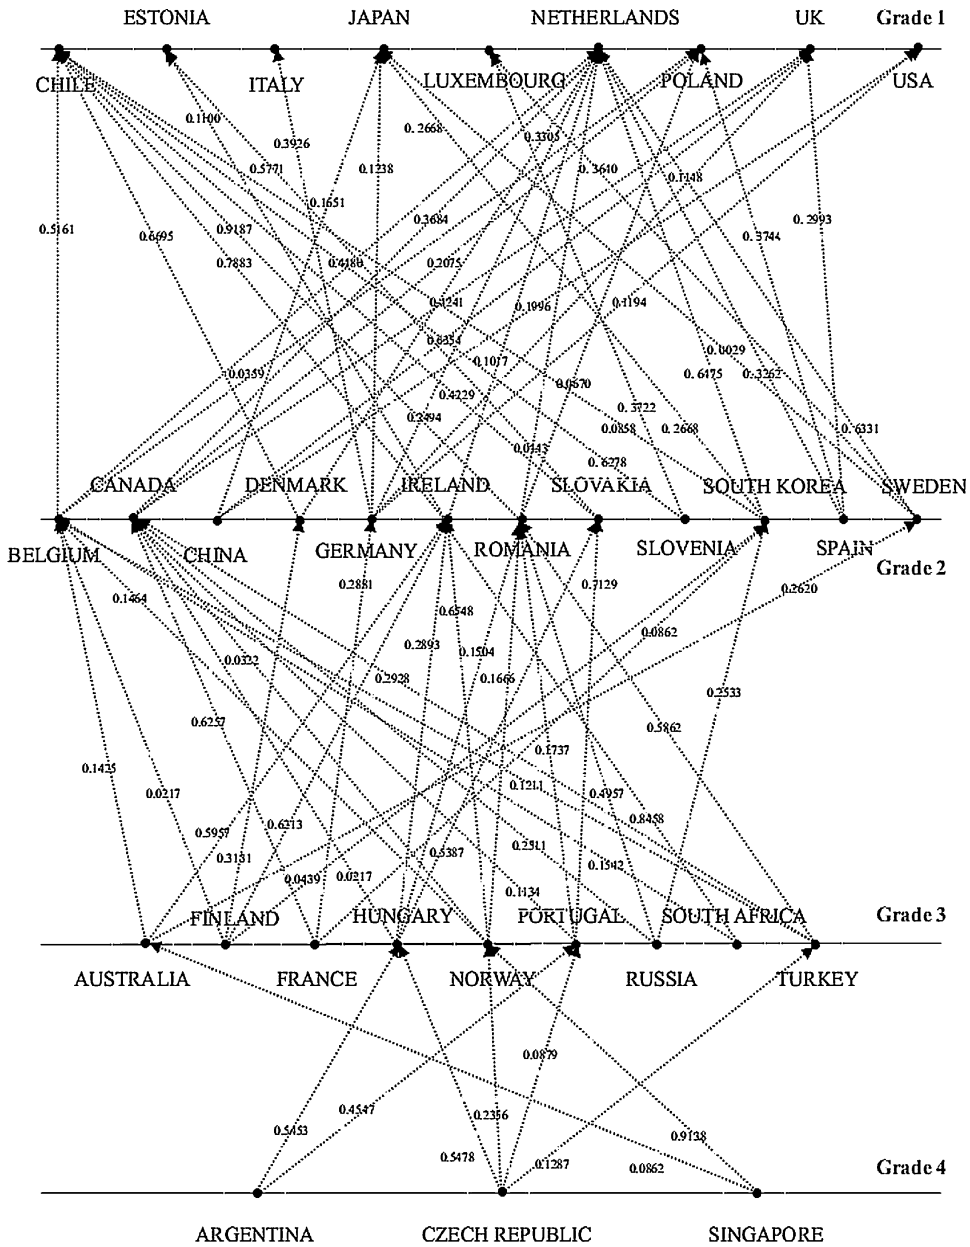 ESTONIA JAPAN NETHERLANDS UK Grade 1
CHILE ITALY LUXEMBOURG POLAND USA
0.1100
0.2668
0.3303
0.3926
0.5771 0.1238 0.3640
0.1148
0.1651
0.3684 0.2993
0.5161 0.6695 0.9187 0.3744
0.7883 0.4180 0.2075
0.1241 0.1996 0.1194
0.6354
0.0359 0.1017 0.0029
0.6175 0.3262
0.0670
0.4229
0.2494 0.3722
0.0858 0.2668 0.6331
0.0143
0.6278
CANADA DENMARK IRELAND SLOVAKIA SOUTH KOREA SWEDEN
BELGIUM CHINA GERMANY ROMANIA SLOVENIA SPAIN
Grade 2
0.1464 0.2881 0.7129 0.2620
0.6548
0.0862
0.2893 0.1504
0.0322
0.2928 0.1666
0.2533
0.6257 0.5862
0.1737
0.1425
0.1211
0.0217 0.4957
0.8458
0.5957 0.6213
0.2511
0.3131 0.5387
0.1542
0.0439 0.0217
0.1134
FINLAND HUNGARY PORTUGAL SOUTH AFRICA Grade 3
AUSTRALIA FRANCE NORWAY RUSSIA TURKEY
0.0879
0.4547
0.2356
0.5453 0.9138
0.5478 0.1287 0.0862
Grade 4
ARGENTINA CZECH REPUBLIC SINGAPORE